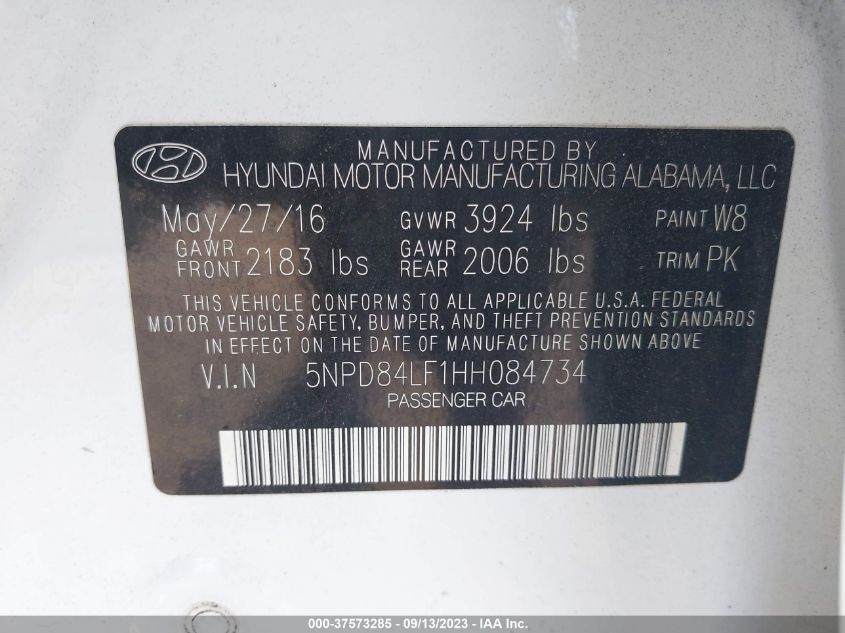 MANUFACTURED BY
HYUNDAI MOTOR MANUFACTURING ALABAMA, LLC
May/27/16 GVWR 3924 lbs PAINT W8
GAWR FRONT 2183 lbs GAWR REAR 2006 lbs TRIM PK
THIS VEHICLE CONFORMS TO ALL APPLICABLE U.S.A. FEDERAL
MOTOR VEHICLE SAFETY, BUMPER, AND THEFT PREVENTION STANDARDS
IN EFFECT ON THE DATE OF MANUFACTURE SHOWN ABOVE.
V.I.N 5NPD84LF1HH084734
PASSENGER CAR
000-37573285 - 09/13/2023 - IAA Inc.